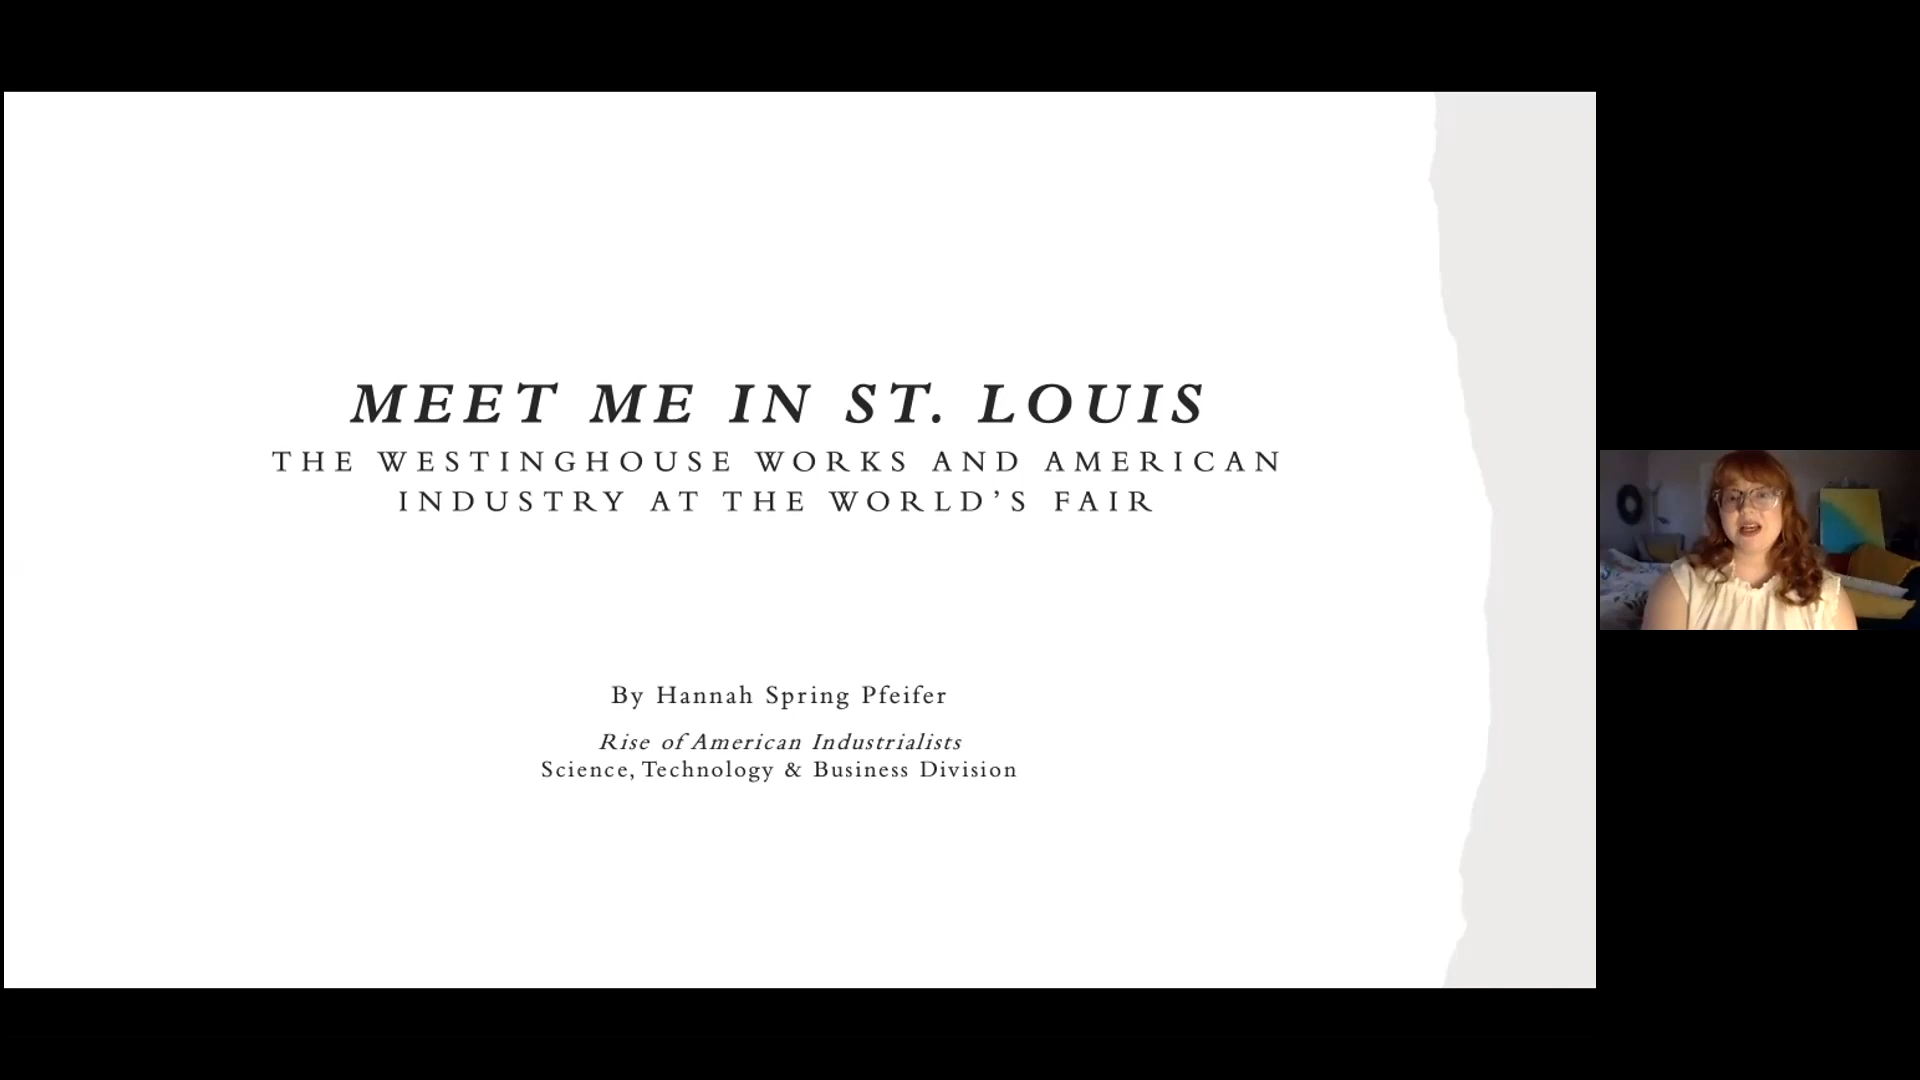 MEET ME IN ST. LOUIS
THE WESTINGHOUSE WORKS AND AMERICAN
INDUSTRY AT THE WORLD’S FAIR
By Hannah Spring Pfeifer
Rise of American Industrialists
Science, Technology & Business Division